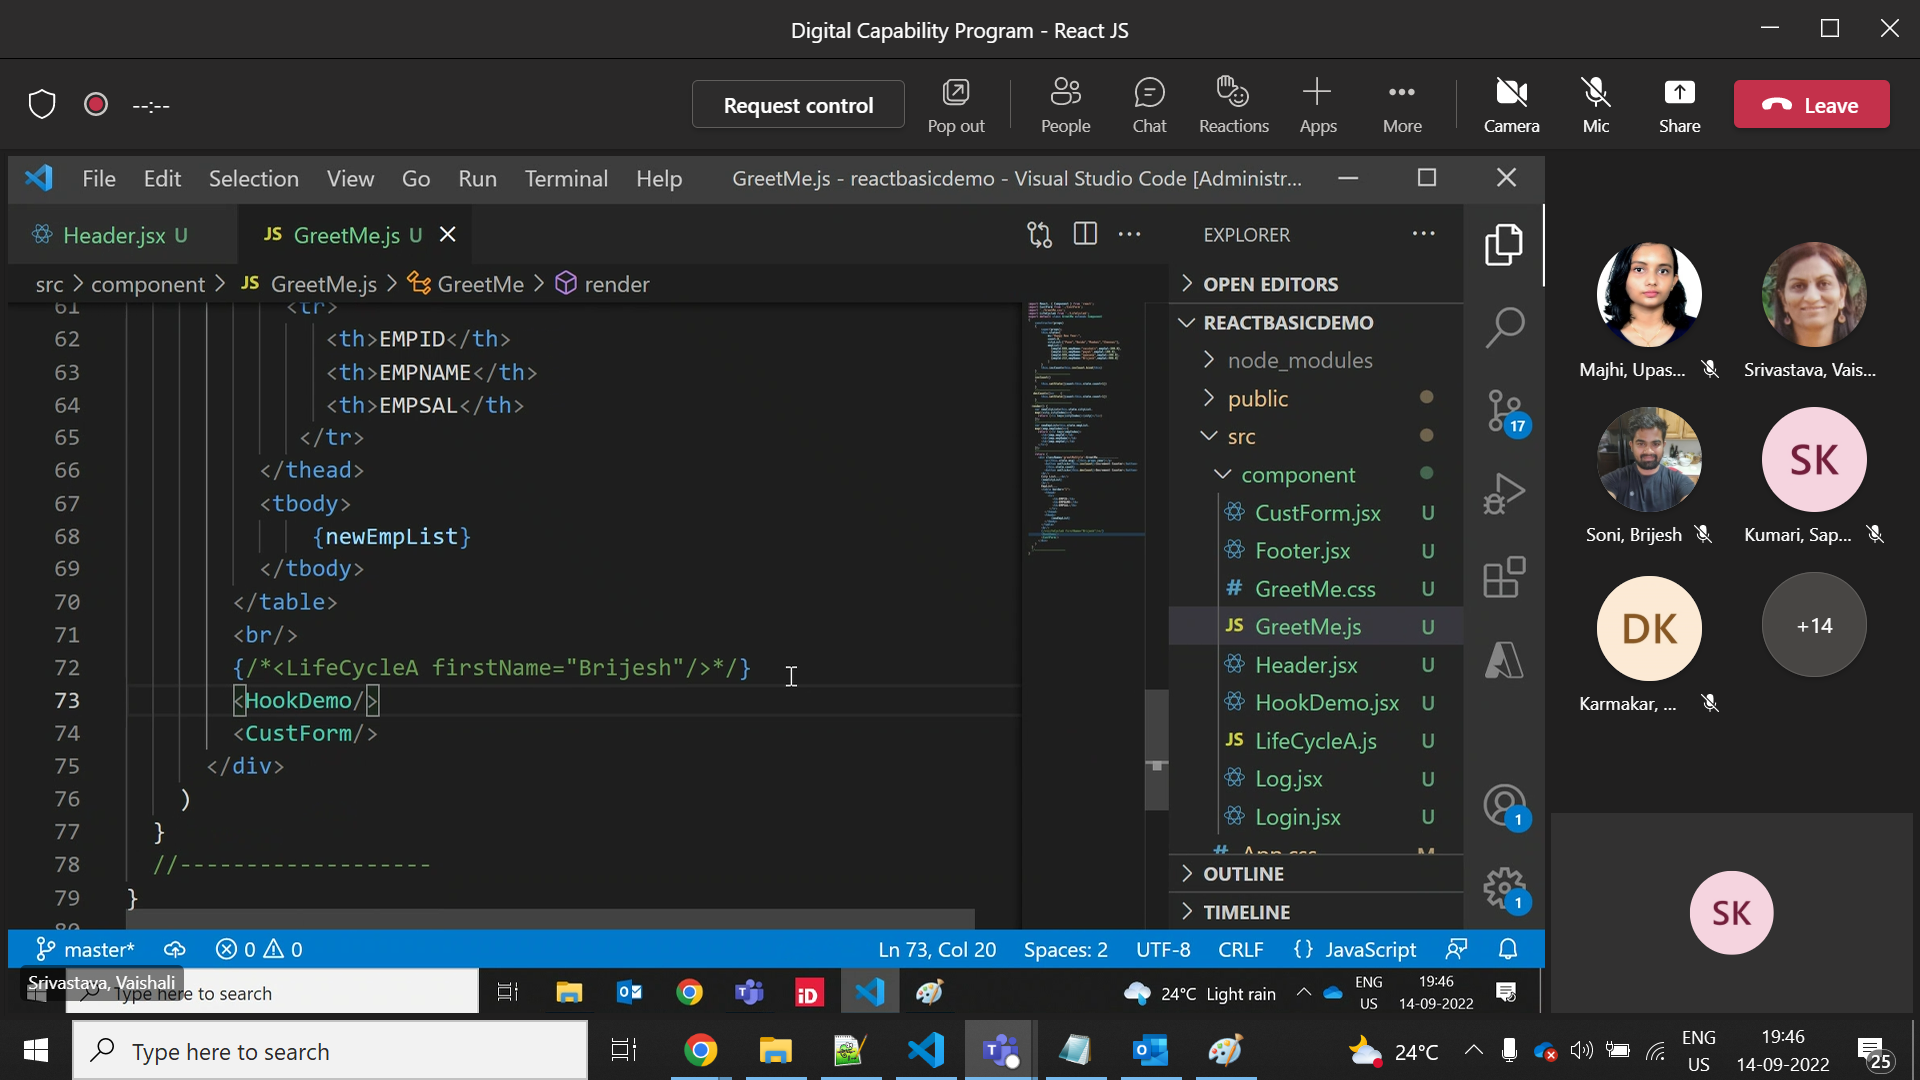 Digital Capability Program - React JS
--:--
Request control
Pop out
People
Chat
Reactions
Apps
More
Camera
Mic
Share
Leave
File Edit Selection View Go Run Terminal Help
GreetMe.js - reactbasicdemo - Visual Studio Code [Administr...
Header.jsx U
JS GreetMe.js U
src > component > JS GreetMe.js > GreetMe > render
61 <tr>
62 <th>EMPID</th>
63 <th>EMPNAME</th>
64 <th>EMPSAL</th>
65 </tr>
66 </thead>
67 <tbody>
68 {newEmpList}
69 </tbody>
70 </table>
71 <br/>
72 {/*<LifeCycleA firstName="Brijesh"/>*/}
73 <HookDemo/>
74 <CustForm/>
75 </div>
76 )
77 }
78 //-------------------
79 }
80
EXPLORER
OPEN EDITORS
REACTBASICDEMO
node_modules
public
src
component
CustForm.jsx U
Footer.jsx U
# GreetMe.css U
JS GreetMe.js U
Header.jsx U
HookDemo.jsx U
JS LifeCycleA.js U
Log.jsx U
Login.jsx U
# App.css M
OUTLINE
TIMELINE
17
1
1
master* 0 0
Ln 73, Col 20 Spaces: 2 UTF-8 CRLF {} JavaScript
Srivastava, Vaishali
Type here to search
iD
24°C Light rain
ENG
US
19:46
14-09-2022
Majhi, Upas...
Srivastava, Vais...
Soni, Brijesh
SK
Kumari, Sap...
DK
Karmakar, ...
+14
SK
Type here to search
24°C
ENG
US
19:46
14-09-2022
25